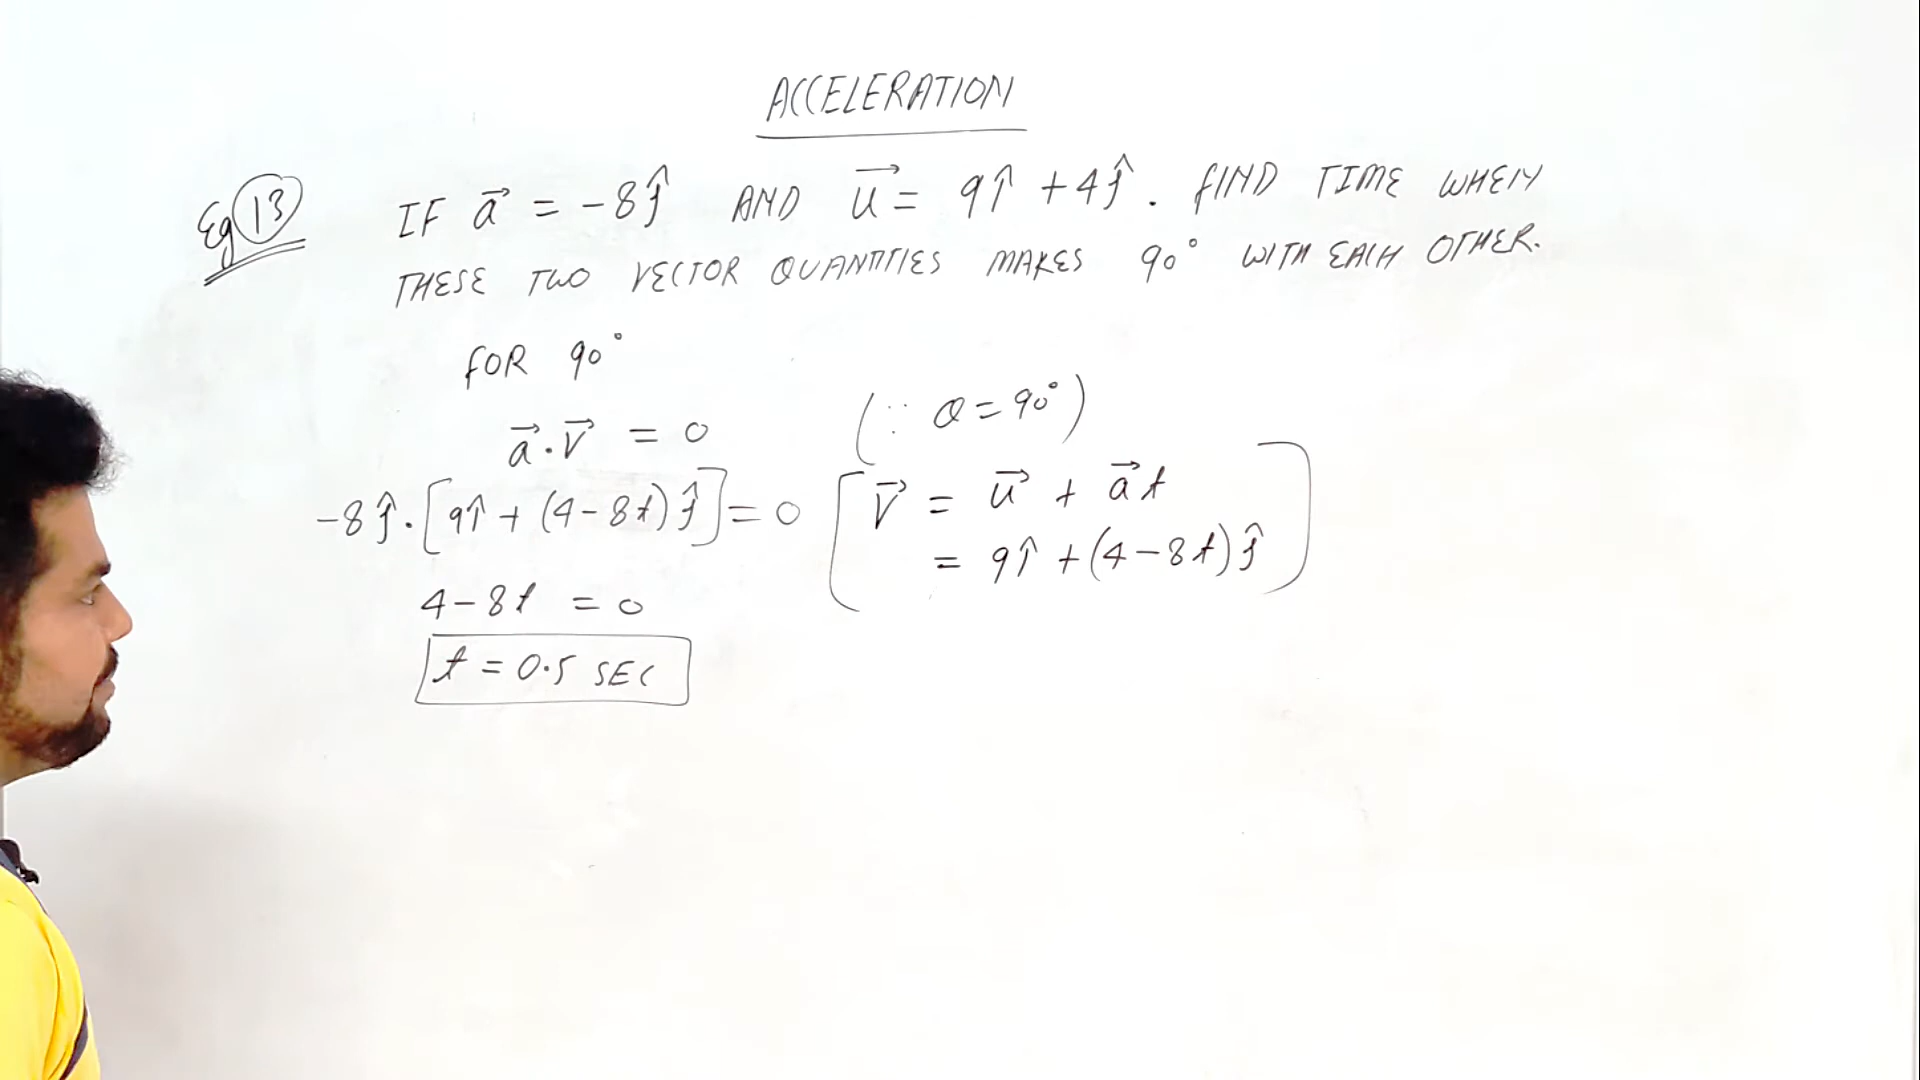 ACCELERATION
Eg 13 IF a⃗ = -8ĵ AND u⃗ = 9î + 4ĵ. FIND TIME WHEN
THESE TWO VECTOR QUANTITIES MAKES 90° WITH EACH OTHER.
FOR 90°
a⃗.v⃗ = 0 (∵ θ = 90°)
-8ĵ.[9î + (4-8t)ĵ] = 0 [V⃗ = u⃗ + a⃗t
= 9î + (4-8t)ĵ]
4-8t = 0
t = 0.5 SEC